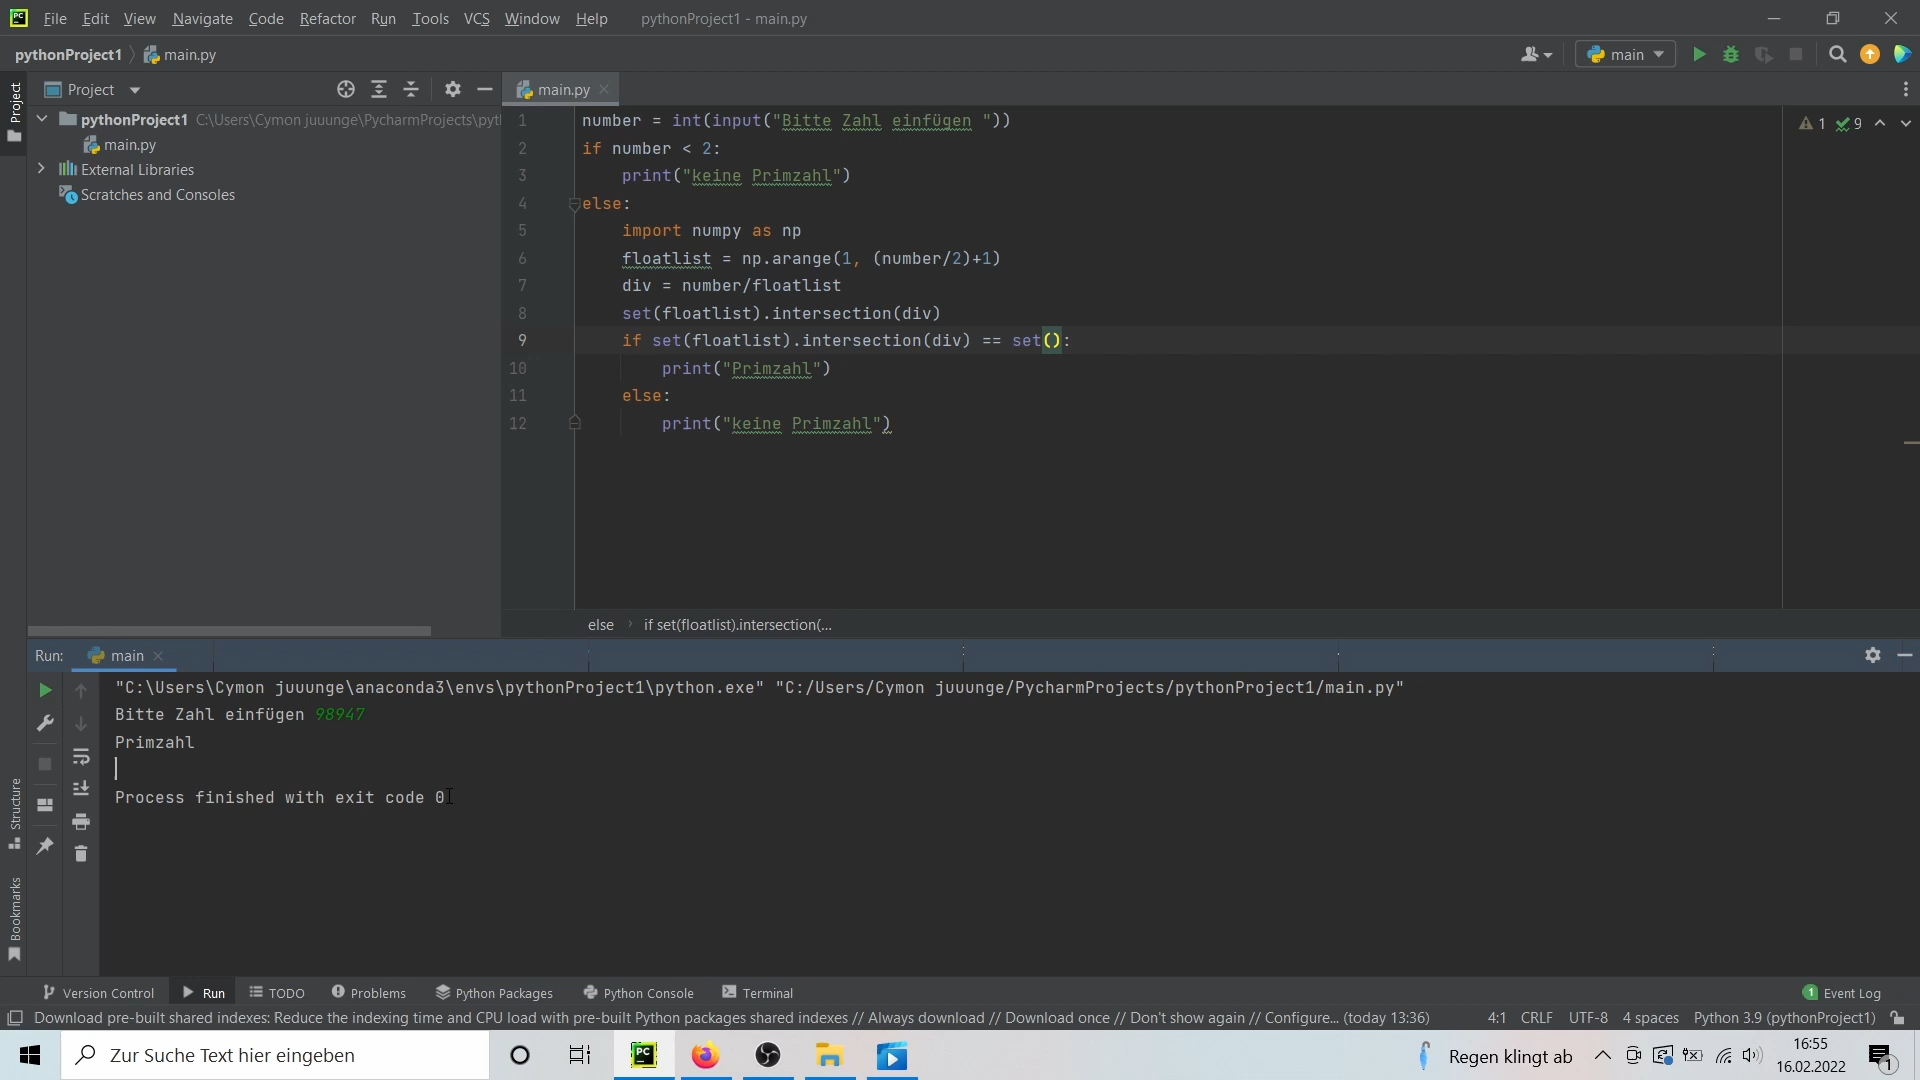 File Edit View Navigate Code Refactor Run Tools VCS Window Help pythonProject1 - main.py
pythonProject1 main.py main
Project
Project
main.py
pythonProject1 C:\Users\Cymon juuunge\PycharmProjects\pyt
main.py
External Libraries
Scratches and Consoles
1 number = int(input("Bitte Zahl einfügen "))
2 if number < 2:
3 print("keine Primzahl")
4 else:
5 import numpy as np
6 floatlist = np.arange(1, (number/2)+1)
7 div = number/floatlist
8 set(floatlist).intersection(div)
9 if set(floatlist).intersection(div) == set():
10 print("Primzahl")
11 else:
12 print("keine Primzahl")
1 9
else if set(floatlist).intersection(...
Run: main
"C:\Users\Cymon juuunge\anaconda3\envs\pythonProject1\python.exe" "C:/Users/Cymon juuunge/PycharmProjects/pythonProject1/main.py"
Bitte Zahl einfügen 98947
Primzahl
Process finished with exit code 0
Structure
Bookmarks
Version Control Run TODO Problems Python Packages Python Console Terminal 1 Event Log
Download pre-built shared indexes: Reduce the indexing time and CPU load with pre-built Python packages shared indexes // Always download // Download once // Don't show again // Configure... (today 13:36) 4:1 CRLF UTF-8 4 spaces Python 3.9 (pythonProject1)
Zur Suche Text hier eingeben PC Regen klingt ab 16:55
16.02.2022 1